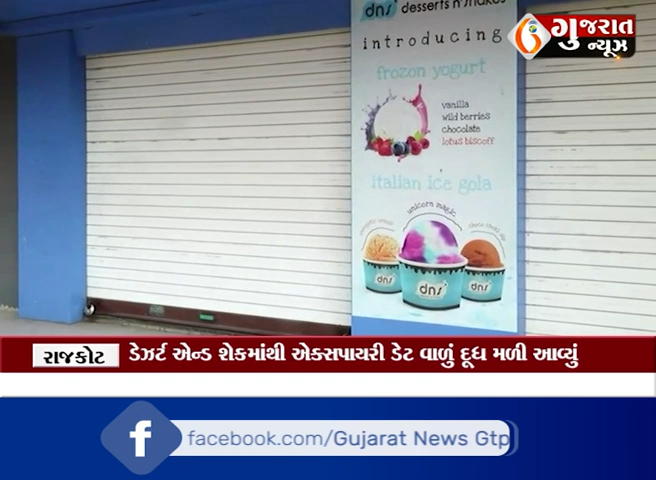 dns desserts n'shakes
introducing
frozen yogurt
vanilla
wild berries
chocolate
lotus biscoff
italian ice gola
unicorn magic
dns
dns
dns
ગુજરાત
ન્યૂઝ
રાજકોટ ડેઝર્ટ એન્ડ શેકમાંથી એક્સપાયરી ડેટ વાળું દૂધ મળી આવ્યું
facebook.com/Gujarat News Gtp